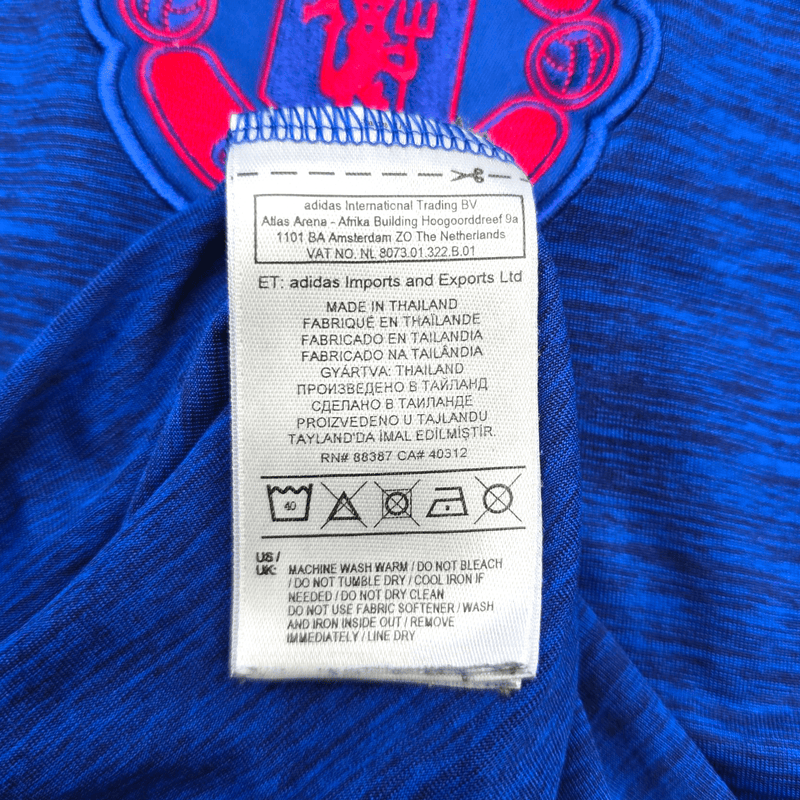 adidas International Trading BV
Atlas Arena - Afrika Building Hoogoorddreef 9a
1101 BA Amsterdam ZO The Netherlands
VAT NO. NL 8073.01.322.B.01
ET: adidas Imports and Exports Ltd
MADE IN THAILAND
FABRIQUÉ EN THAÏLANDE
FABRICADO EN TAILANDIA
FABRICADO NA TAILÂNDIA
GYÁRTVA: THAILAND
ПРОИЗВЕДЕНО В ТАЙЛАНД
СДЕЛАНО В ТАИЛАНДЕ
PROIZVEDENO U TAJLANDU
TAYLAND'DA İMAL EDİLMİŞTİR.
RN# 88387 CA# 40312
40
US/
UK: MACHINE WASH WARM / DO NOT BLEACH
/ DO NOT TUMBLE DRY / COOL IRON IF
NEEDED / DO NOT DRY CLEAN
DO NOT USE FABRIC SOFTENER / WASH
AND IRON INSIDE OUT / REMOVE
IMMEDIATELY / LINE DRY